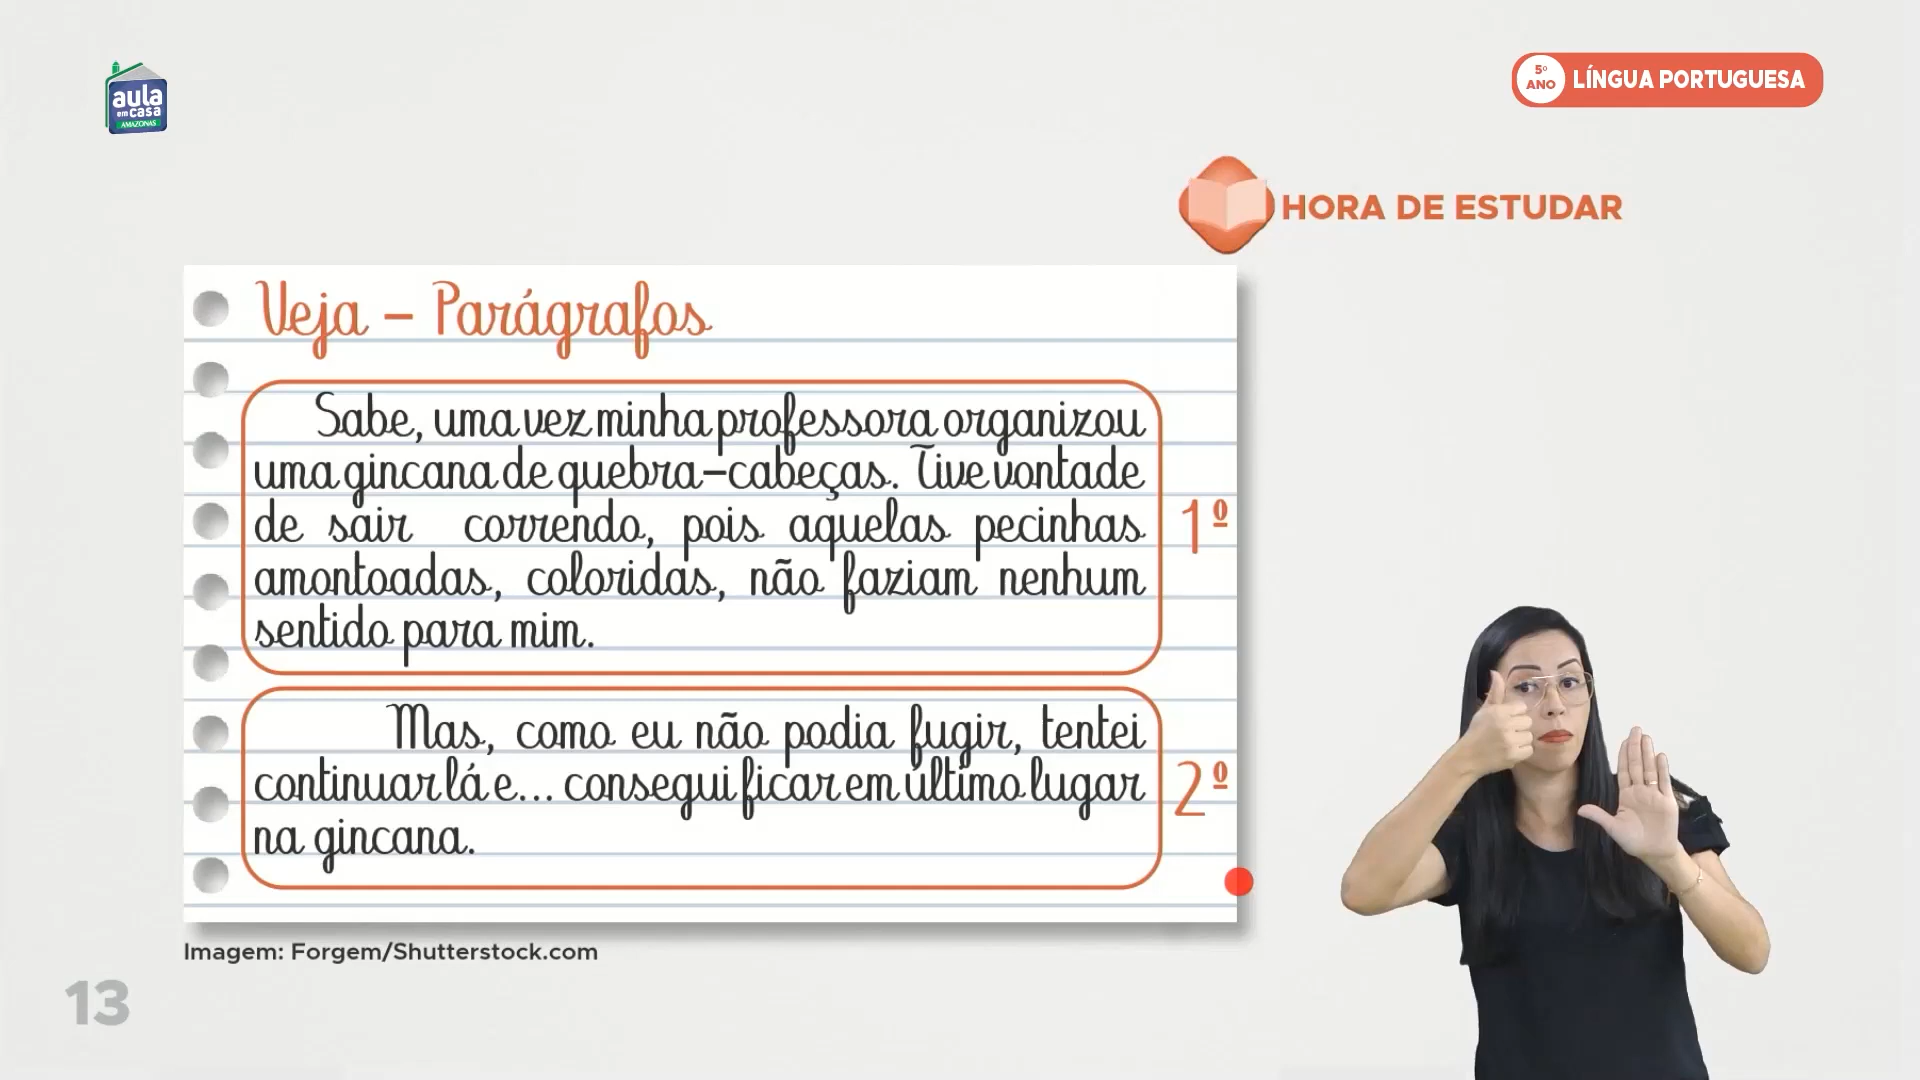 aula
em casa
AMAZONAS
5º
ANO
LÍNGUA PORTUGUESA
HORA DE ESTUDAR
Veja - Parágrafos
Sabe, uma vez minha professora organizou
uma gincana de quebra-cabeças. Tive vontade
de sair correndo, pois aquelas pecinhas
amontoadas, coloridas, não faziam nenhum
sentido para mim.
1º
Mas, como eu não podia fugir, tentei
continuar lá e... consegui ficar em último lugar
na gincana.
2º
Imagem: Forgem/Shutterstock.com
13